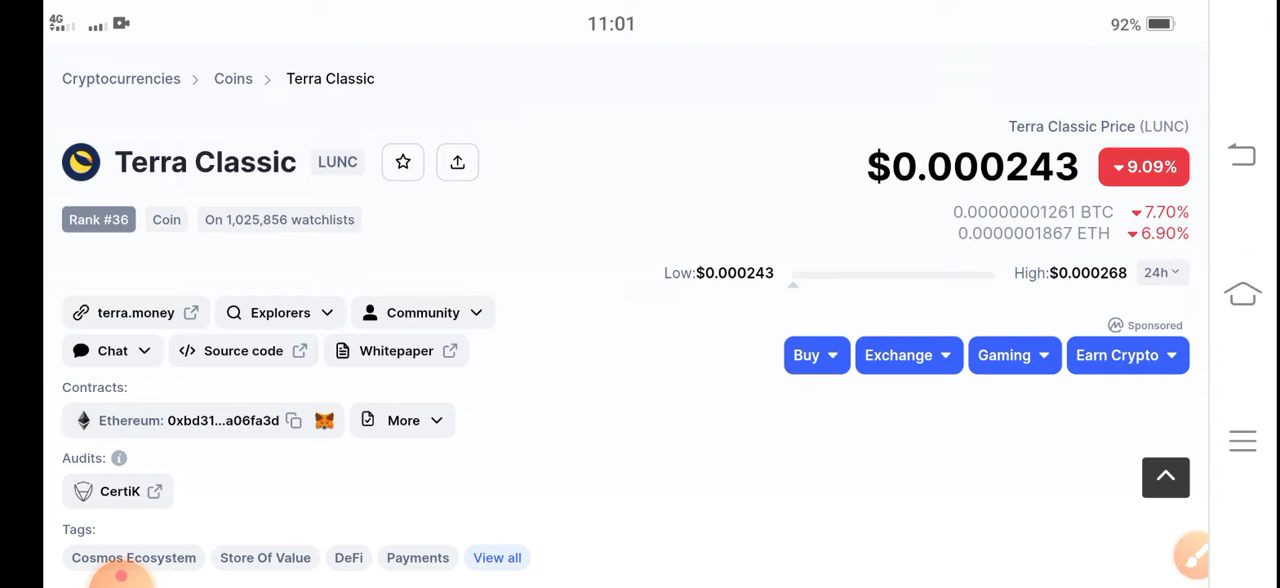 4G 11:01 92%
Cryptocurrencies > Coins > Terra Classic
Terra Classic Price (LUNC)
Terra Classic LUNC $0.000243 9.09%
0.00000001261 BTC 7.70%
Rank #36 Coin On 1,025,856 watchlists
0.0000001867 ETH 6.90%
Low:$0.000243 High:$0.000268 24h
terra.money Explorers Community
Sponsored
Chat Source code Whitepaper
Buy Exchange Gaming Earn Crypto
Contracts:
Ethereum: 0xbd31...a06fa3d More
Audits:
CertiK
Tags:
Cosmos Ecosystem Store Of Value DeFi Payments View all